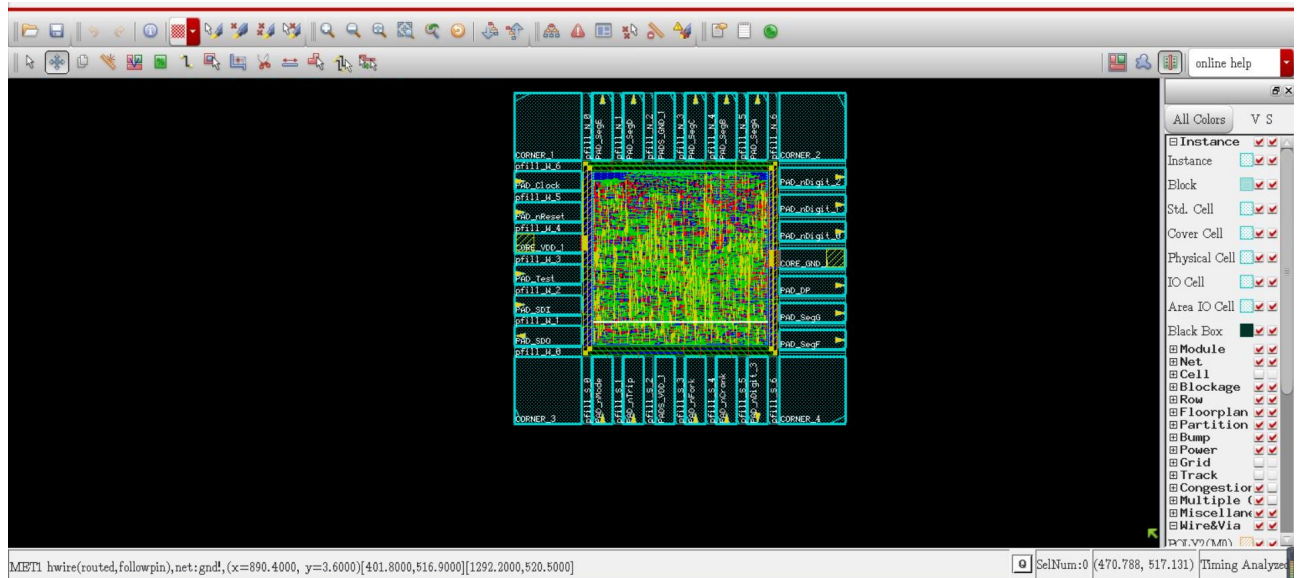 online help
All Colors V S
Instance
Instance
Block
Std. Cell
Cover Cell
Physical Cell
IO Cell
Area IO Cell
Black Box
Module
Net
Cell
Blockage
Row
Floorplan
Partition
Bump
Power
Grid
Track
Congestion
Multiple
Miscellane
Wire&Via
CORNER_1
pfill_N_0
PAD_SegE
pfill_N_1
PAD_SegD
pfill_N_2
PADS_GND_1
pfill_N_3
PAD_SegC
pfill_N_4
PAD_SegB
pfill_N_5
PAD_SegA
pfill_N_6
CORNER_2
pfill_W_6
PAD_Clock
pfill_W_5
PAD_nReset
pfill_W_4
CORE_VDD_1
pfill_W_3
PAD_Test
pfill_W_2
PAD_SDI
pfill_W_1
PAD_SDO
pfill_W_0
PAD_nDigit_2
PAD_nDigit_1
PAD_nDigit_0
CORE_GND_
PAD_DP
PAD_SegG
PAD_SegF
CORNER_3
pfill_S_0
PAD_nMode
pfill_S_1
PAD_nTrip
pfill_S_2
PADS_VDD_1
pfill_S_3
PAD_nFork
pfill_S_4
PAD_nCrank
pfill_S_5
PAD_nDigit_3
pfill_S_6
CORNER_4
MET1 hwire(routed,followpin),net:gnd!,(x=890.4000, y=3.6000)[401.8000,516.9000][1292.2000,520.5000]
Q SelNum:0 (470.788, 517.131) Timing Analyzed